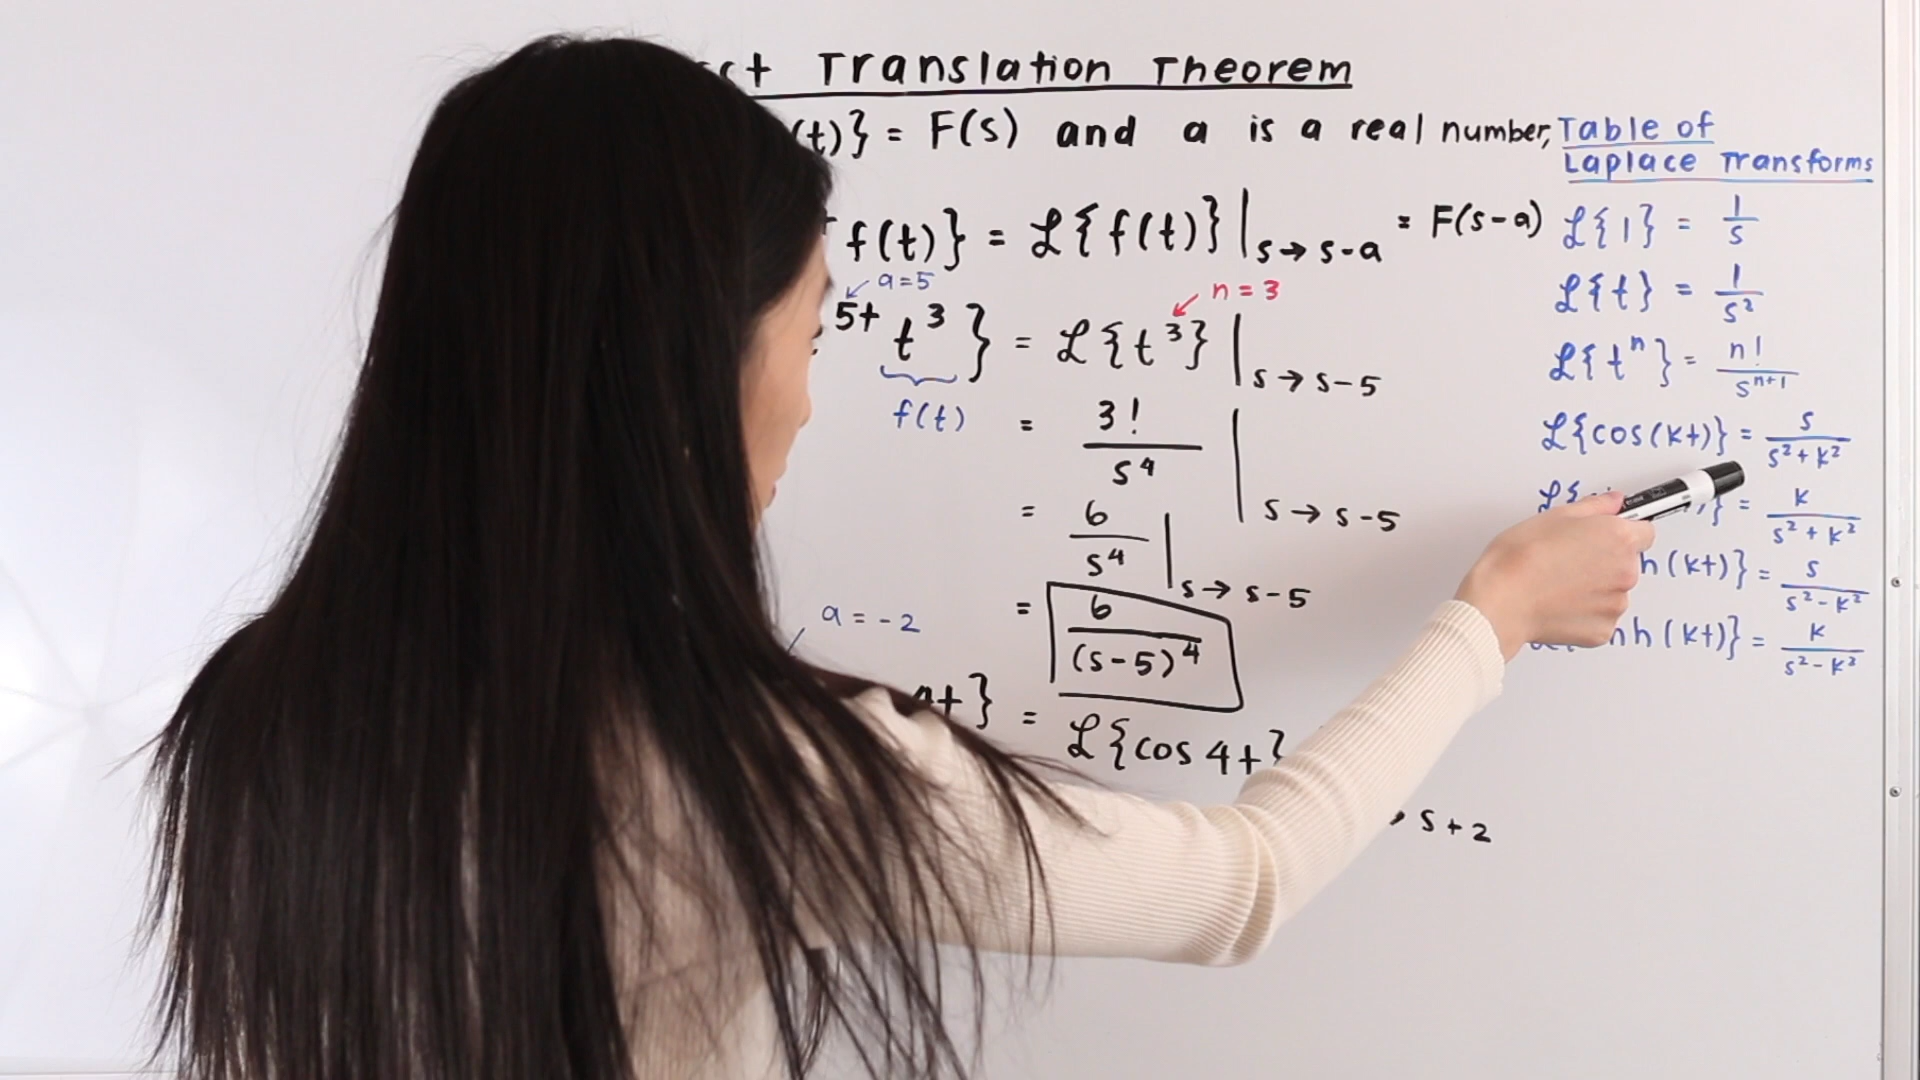 Translation Theorem
(t)} = F(s) and a is a real number,
f(t)} = ℒ{f(t)}|s→s-a = F(s-a)
a=5
n = 3
5t t³ } = ℒ{t³} |s→s-5
f(t)
= 3!/s⁴ |s→s-5
= 6/s⁴ |s→s-5
= 6/(s-5)⁴
a = -2
t} = ℒ{cos 4t}
s+2
Table of
Laplace Transforms
ℒ{1} = 1/s
ℒ{t} = 1/s²
ℒ{tⁿ} = n!/sⁿ⁺¹
ℒ{cos(kt)} = s/(s²+k²)
} = k/(s²+k²)
h(kt)} = s/(s²-k²)
nh(kt)} = k/(s²-k²)